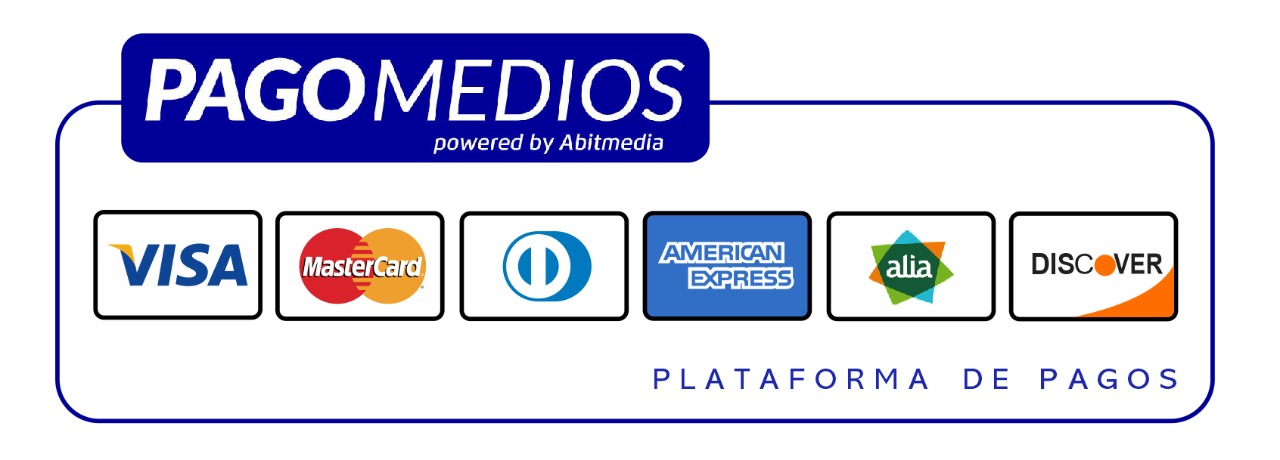 PAGOMEDIOS
powered by Abitmedia
VISA
MasterCard
AMERICAN
EXPRESS
alia
DISCOVER
PLATAFORMA DE PAGOS